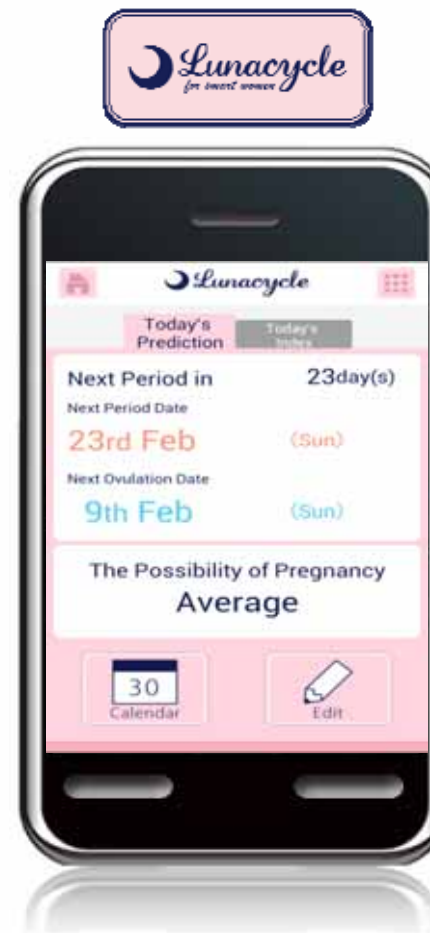 Lunacycle
for smart women
Lunacycle
Today's
Prediction
Today's
Index
Next Period in 23day(s)
Next Period Date
23rd Feb (Sun)
Next Ovulation Date
9th Feb (Sun)
The Possibility of Pregnancy
Average
30
Calendar
Edit